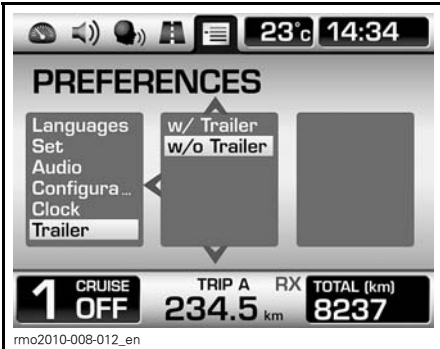 23°c 14:34
PREFERENCES
Languages
Set
Audio
Configura...
Clock
Trailer
w/ Trailer
w/o Trailer
1 CRUISE OFF
TRIP A
234.5 km
RX
TOTAL (km)
8237
rmo2010-008-012_en